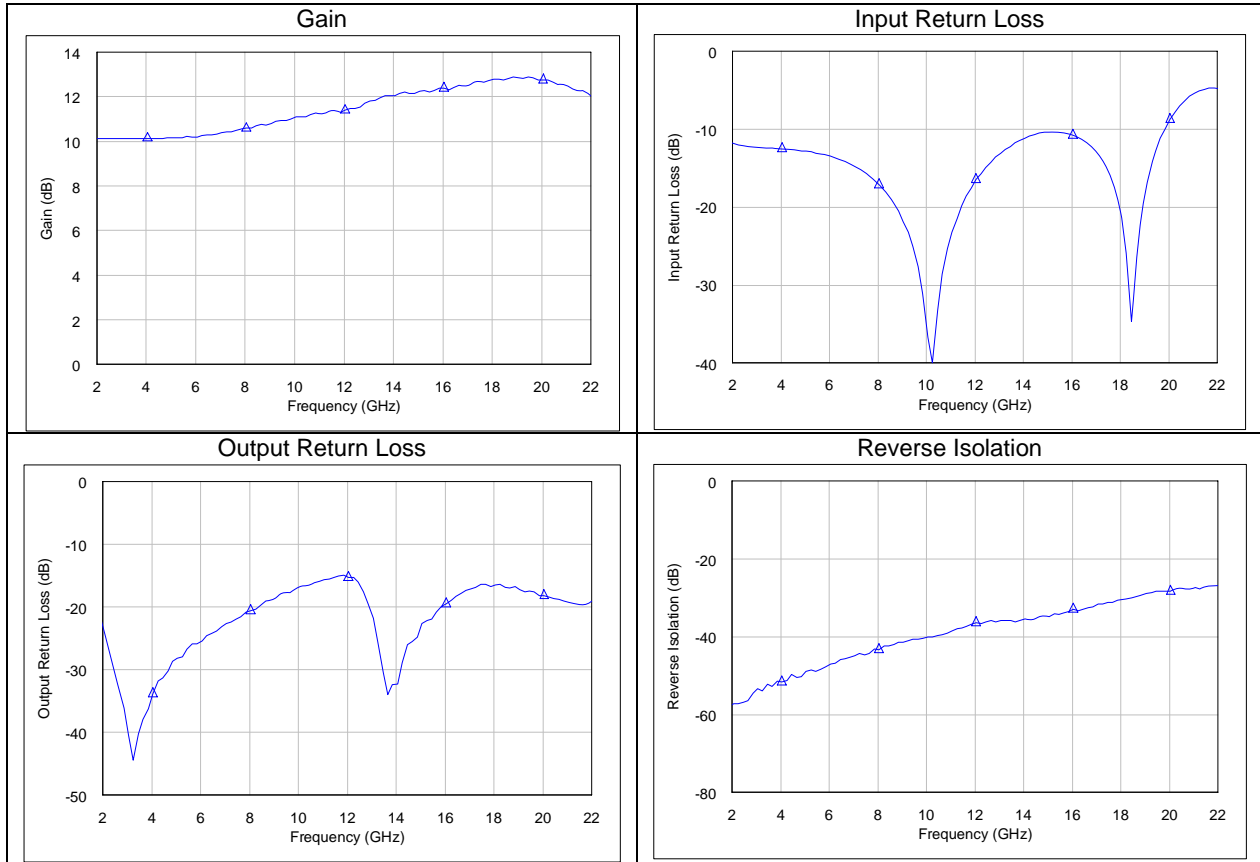 Gain
14
12
10
8
6
4
2
0
Gain (dB)
2 4 6 8 10 12 14 16 18 20 22
Frequency (GHz)
Input Return Loss
0
-10
-20
-30
-40
Input Return Loss (dB)
2 4 6 8 10 12 14 16 18 20 22
Frequency (GHz)
Output Return Loss
0
-10
-20
-30
-40
-50
Output Return Loss (dB)
2 4 6 8 10 12 14 16 18 20 22
Frequency (GHz)
Reverse Isolation
0
-20
-40
-60
-80
Reverse Isolation (dB)
2 4 6 8 10 12 14 16 18 20 22
Frequency (GHz)